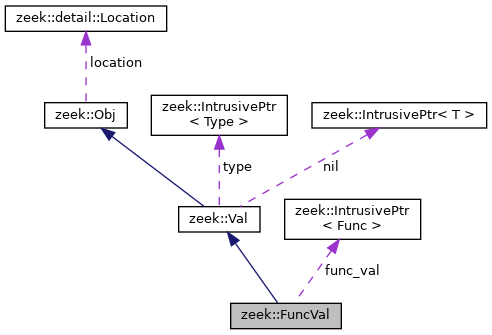 zeek::detail::Location
location
zeek::Obj
zeek::IntrusivePtr
< Type >
zeek::IntrusivePtr< T >
type
nil
zeek::Val
zeek::IntrusivePtr
< Func >
func_val
zeek::FuncVal